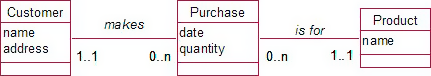 Customer
name
address
makes
1..1
0..n
Purchase
date
quantity
is for
0..n
1..1
Product
name